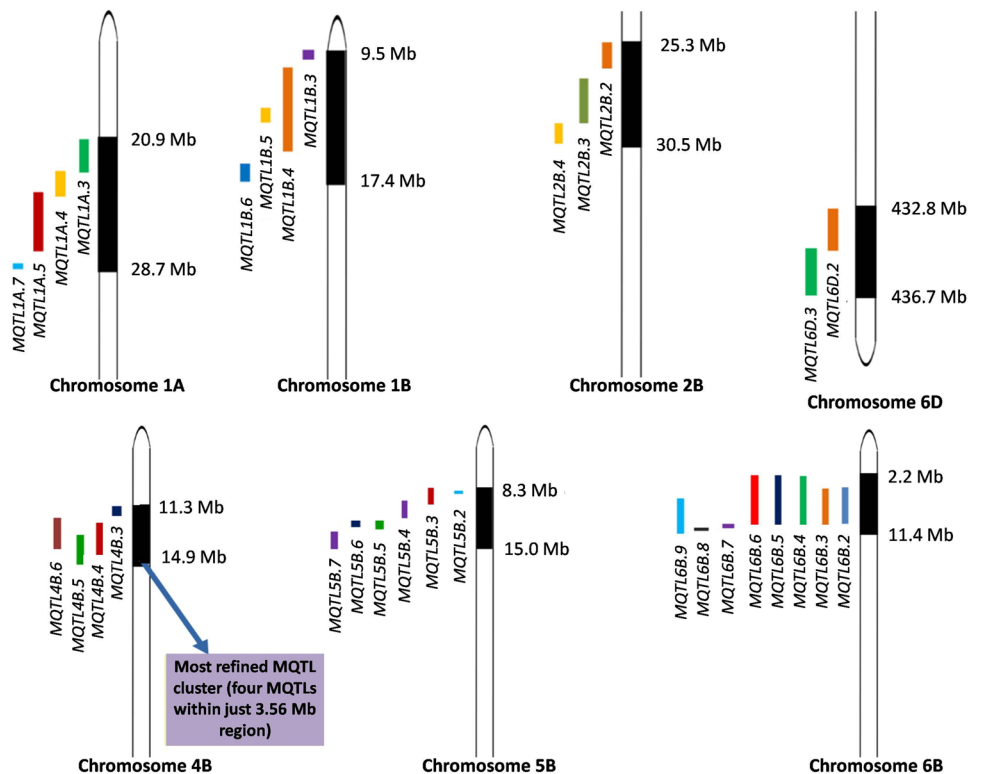 9.5 Mb
17.4 Mb
25.3 Mb
30.5 Mb
20.9 Mb
28.7 Mb
432.8 Mb
436.7 Mb
MQTL1A.7
MQTL1A.5
MQTL1A.4
MQTL1A.3
MQTL1B.6
MQTL1B.5
MQTL1B.4
MQTL1B.3
MQTL2B.4
MQTL2B.3
MQTL2B.2
MQTL6D.3
MQTL6D.2
Chromosome 1A
Chromosome 1B
Chromosome 2B
Chromosome 6D
11.3 Mb
14.9 Mb
MQTL4B.6
MQTL4B.5
MQTL4B.4
MQTL4B.3
Most refined MQTL
cluster (four MQTLs
within just 3.56 Mb
region)
Chromosome 4B
8.3 Mb
15.0 Mb
MQTL5B.7
MQTL5B.6
MQTL5B.5
MQTL5B.4
MQTL5B.3
MQTL5B.2
Chromosome 5B
2.2 Mb
11.4 Mb
MQTL6B.9
MQTL6B.8
MQTL6B.7
MQTL6B.6
MQTL6B.5
MQTL6B.4
MQTL6B.3
MQTL6B.2
Chromosome 6B